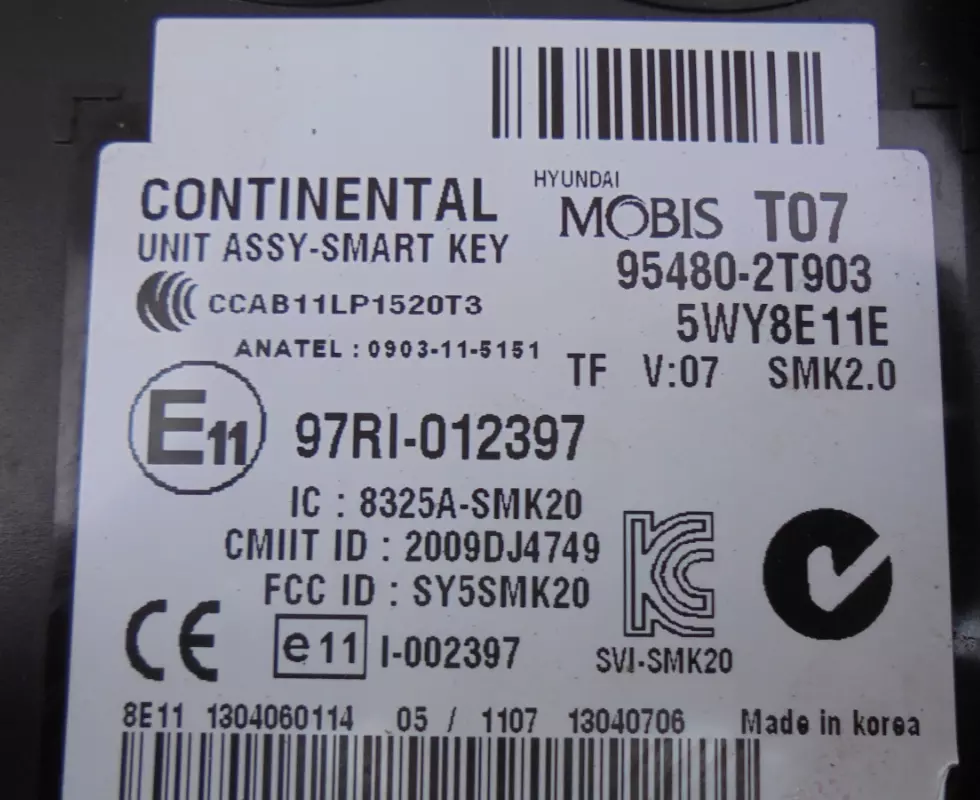 HYUNDAI
CONTINENTAL MOBIS T07
UNIT ASSY-SMART KEY 95480-2T903
CCAB11LP1520T3 5WY8E11E
ANATEL : 0903-11-5151 TF V:07 SMK2.0
E11 97RI-012397
IC : 8325A-SMK20
CMIIT ID : 2009DJ4749
FCC ID : SY5SMK20
CE e11 I-002397 SVI-SMK20
8E11 1304060114 05 / 1107 13040706 Made in korea